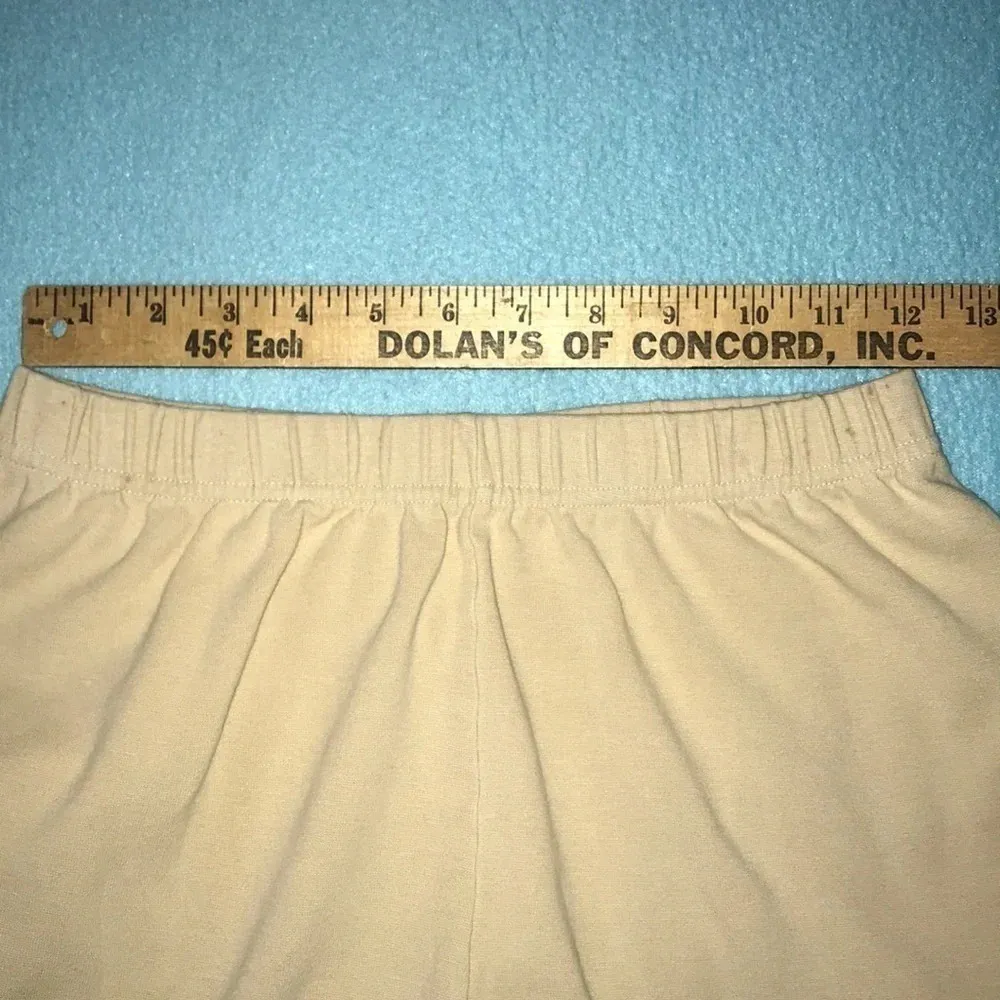 1 2 3 4 5 6 7 8 9 10 11 12 13
45¢ Each DOLAN'S OF CONCORD, INC.